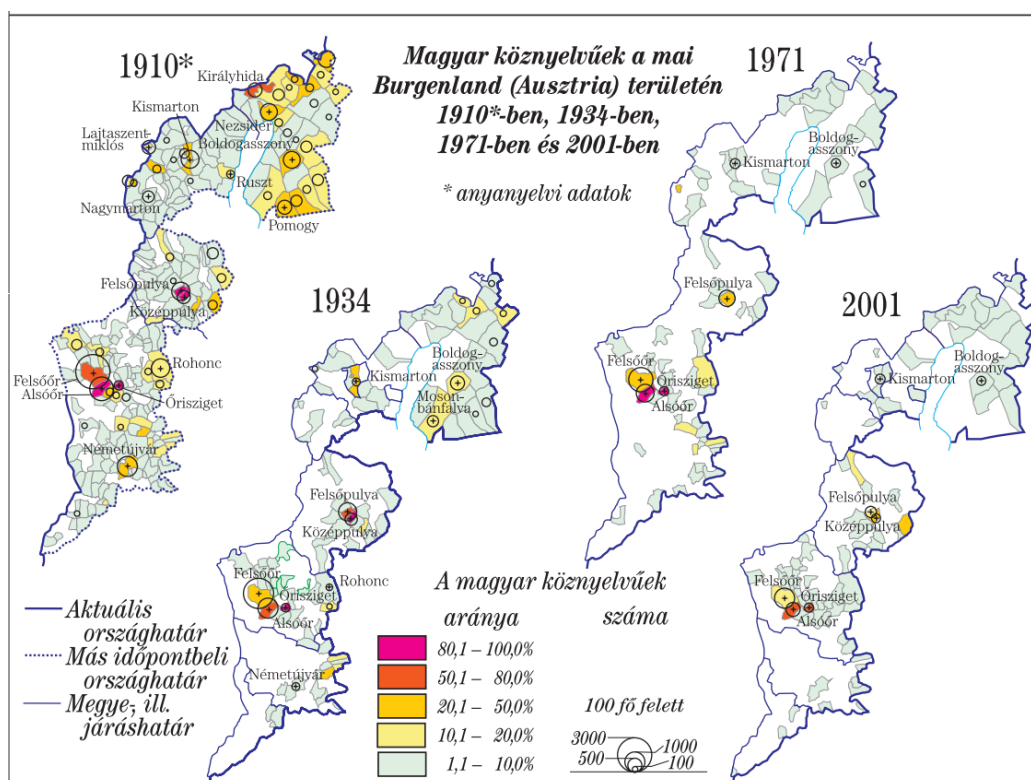 Magyar köznyelvűek a mai
Burgenland (Ausztria) területén
1910*-ben, 1934-ben,
1971-ben és 2001-ben
* anyanyelvi adatok
1910*
Királyhida
Kismarton
Lajtaszent-
miklós
Nezsider
Boldogasszony
Ruszt
Nagymarton
Pomogy
Felsőpulya
Középpulya
Rohonc
Felsőőr
Alsóőr
Őrisziget
Németújvár
1934
Boldog-
asszony
Kismarton
Moson-
bánfalva
Felsőpulya
Középpulya
Felsőőr
Rohonc
Őrisziget
Alsóőr
Németújvár
1971
Boldog-
asszony
Kismarton
Felsőpulya
Felsőőr
Őrisziget
Alsóőr
2001
Boldog-
asszony
Kismarton
Felsőpulya
Középpulya
Felsőőr
Őrisziget
Alsóőr
Aktuális
országhatár
Más időpontbeli
országhatár
Megye-, ill.
járáshatár
A magyar köznyelvűek
aránya
száma
80,1 – 100,0%
50,1 – 80,0%
20,1 – 50,0%
10,1 – 20,0%
1,1 – 10,0%
100 fő felett
3000
1000
500
100